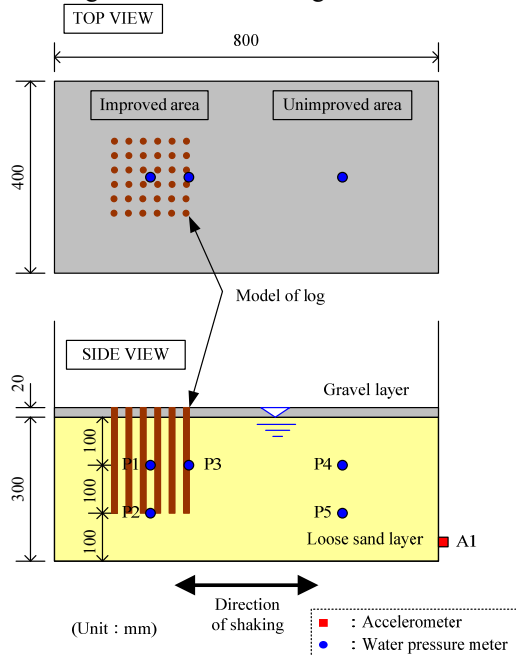 TOP VIEW
800
Improved area
Unimproved area
400
Model of log
SIDE VIEW
20
Gravel layer
100
P1
P3
P4
300
100
P2
P5
100
Loose sand layer
A1
Direction
of shaking
(Unit : mm)
: Accelerometer
: Water pressure meter